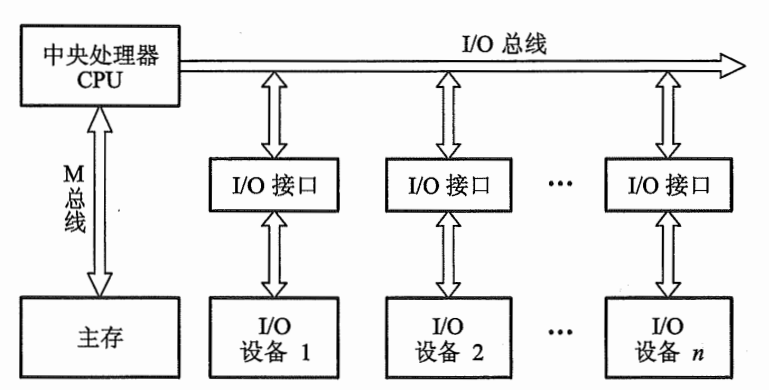 中央处理器
CPU
I/O 总线
M
总
线
I/O 接口
I/O 接口
···
I/O 接口
主存
I/O
设备 1
I/O
设备 2
···
I/O
设备 n